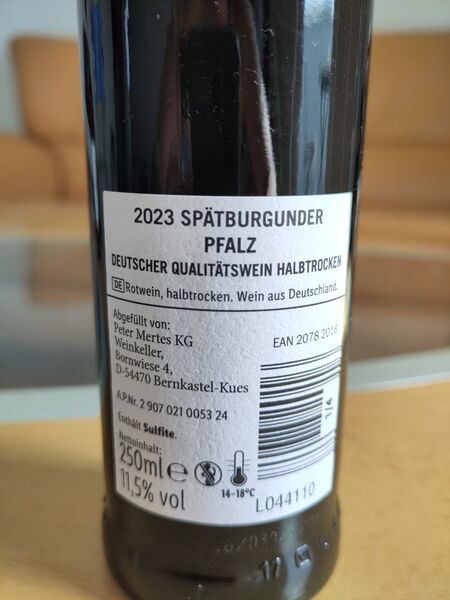 2023 SPÄTBURGUNDER
PFALZ
DEUTSCHER QUALITÄTSWEIN HALBTROCKEN
DE Rotwein, halbtrocken. Wein aus Deutschland.
Abgefüllt von:
Peter Mertes KG
Weinkeller,
Bornwiese 4,
D-54470 Bernkastel-Kues
A.P.Nr. 2 907 021 0053 24
Enthält Sulfite.
Nettoinhalt:
250ml e
11,5% vol
14-18°C
EAN 2078 2016
1/4
L044110